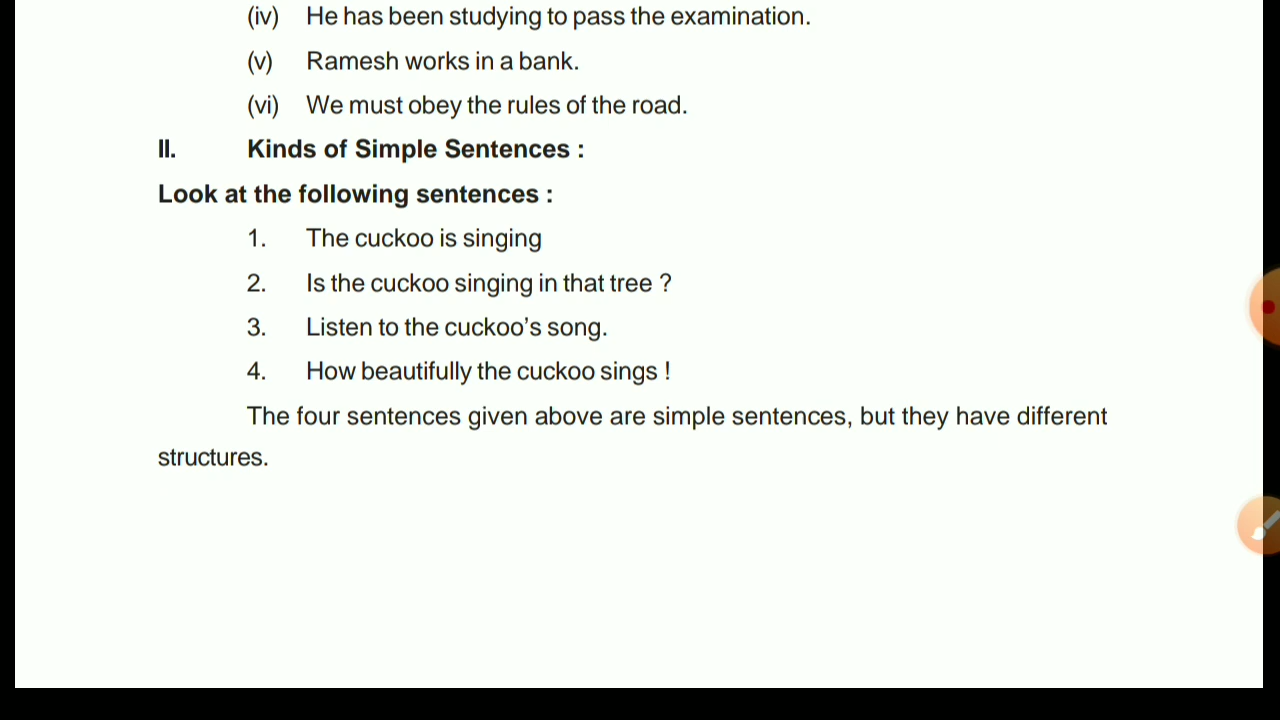 (iv) He has been studying to pass the examination.
(v) Ramesh works in a bank.
(vi) We must obey the rules of the road.
II. Kinds of Simple Sentences :
Look at the following sentences :
1. The cuckoo is singing
2. Is the cuckoo singing in that tree ?
3. Listen to the cuckoo’s song.
4. How beautifully the cuckoo sings !
The four sentences given above are simple sentences, but they have different
structures.